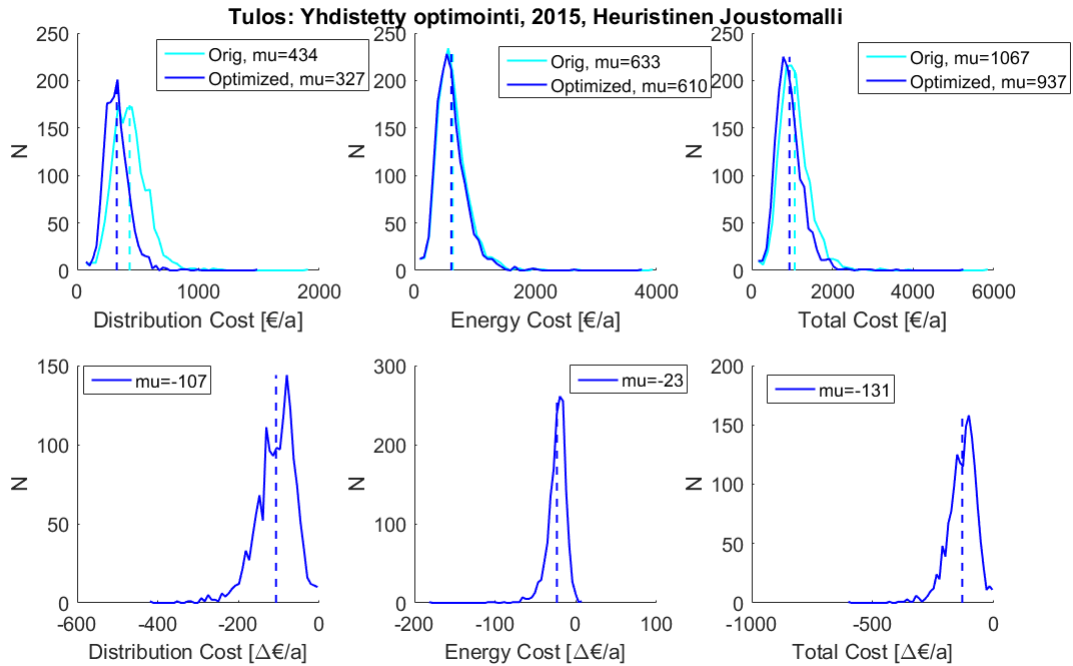 Tulos: Yhdistetty optimointi, 2015, Heuristinen Joustomalli
250
200
150
100
50
0
N
Orig, mu=434
Optimized, mu=327
0 1000 2000
Distribution Cost [€/a]
250
200
150
100
50
0
N
Orig, mu=633
Optimized, mu=610
0 2000 4000
Energy Cost [€/a]
250
200
150
100
50
0
N
Orig, mu=1067
Optimized, mu=937
0 2000 4000 6000
Total Cost [€/a]
150
100
50
0
N
mu=-107
-600 -400 -200 0
Distribution Cost [Δ€/a]
300
200
100
0
N
mu=-23
-200 -100 0 100
Energy Cost [Δ€/a]
200
150
100
50
0
N
mu=-131
-1000 -500 0
Total Cost [Δ€/a]